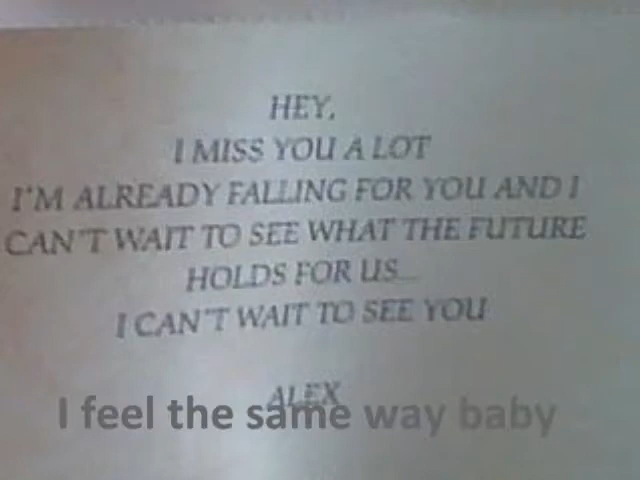 HEY,
I MISS YOU A LOT
I'M ALREADY FALLING FOR YOU AND I
CAN'T WAIT TO SEE WHAT THE FUTURE
HOLDS FOR US...
I CAN'T WAIT TO SEE YOU
ALEX
I feel the same way baby